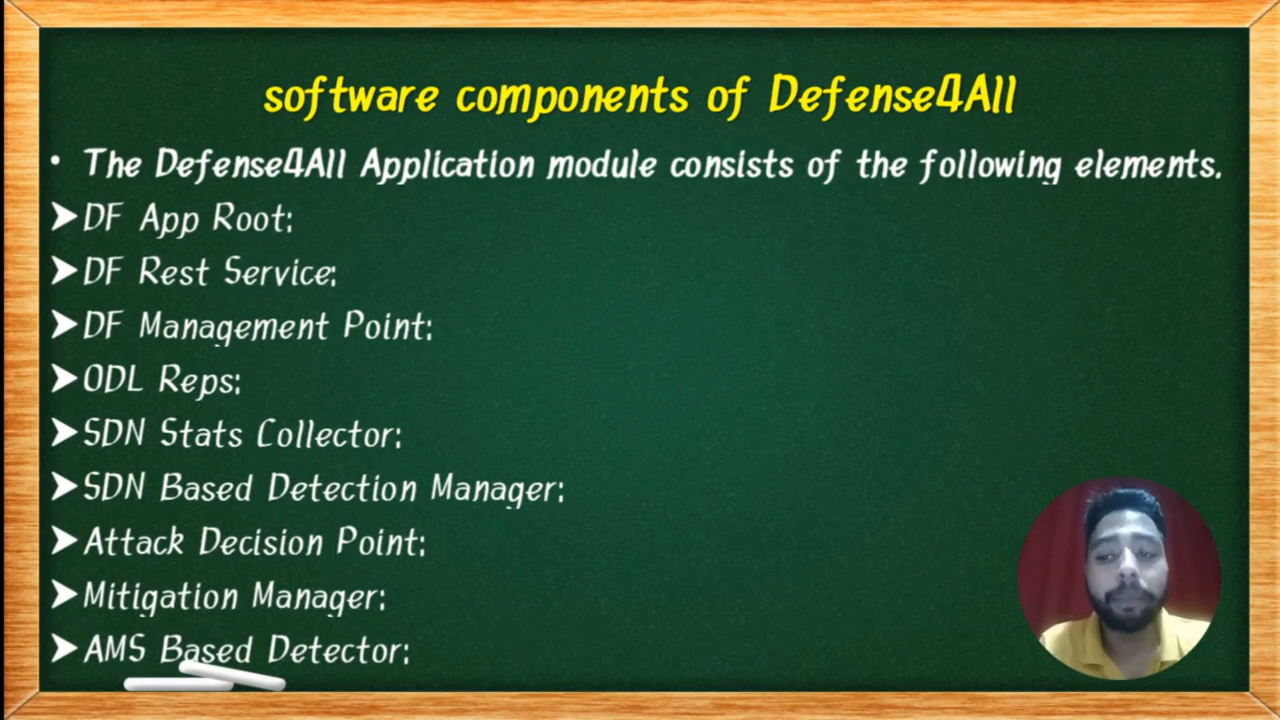 software components of Defense4All
• The Defense4All Application module consists of the following elements.
➤DF App Root:
➤DF Rest Service:
➤DF Management Point:
➤ODL Reps:
➤SDN Stats Collector:
➤SDN Based Detection Manager:
➤Attack Decision Point:
➤Mitigation Manager:
➤AMS Based Detector: